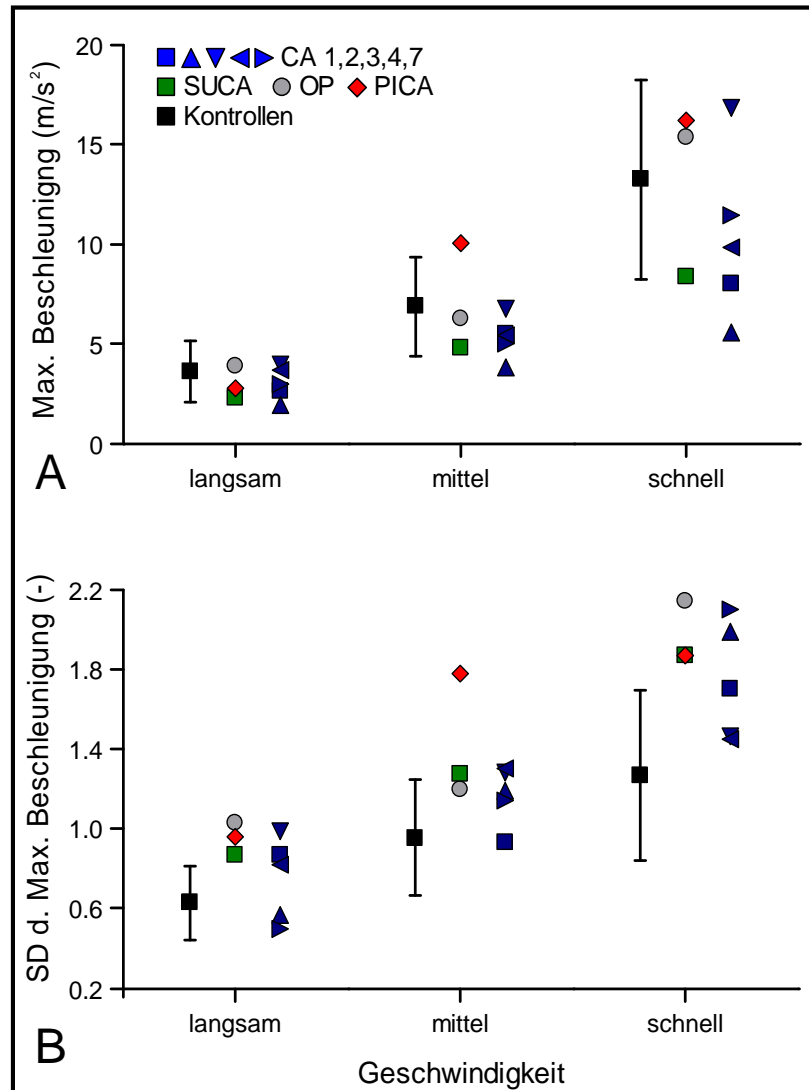 20
15
10
5
0
Max. Beschleunigng (m/s²)
CA 1,2,3,4,7
SUCA OP PICA
Kontrollen
langsam mittel schnell
A
2.2
1.8
1.4
1.0
0.6
0.2
SD d. Max. Beschleunigung (-)
langsam mittel schnell
B
Geschwindigkeit